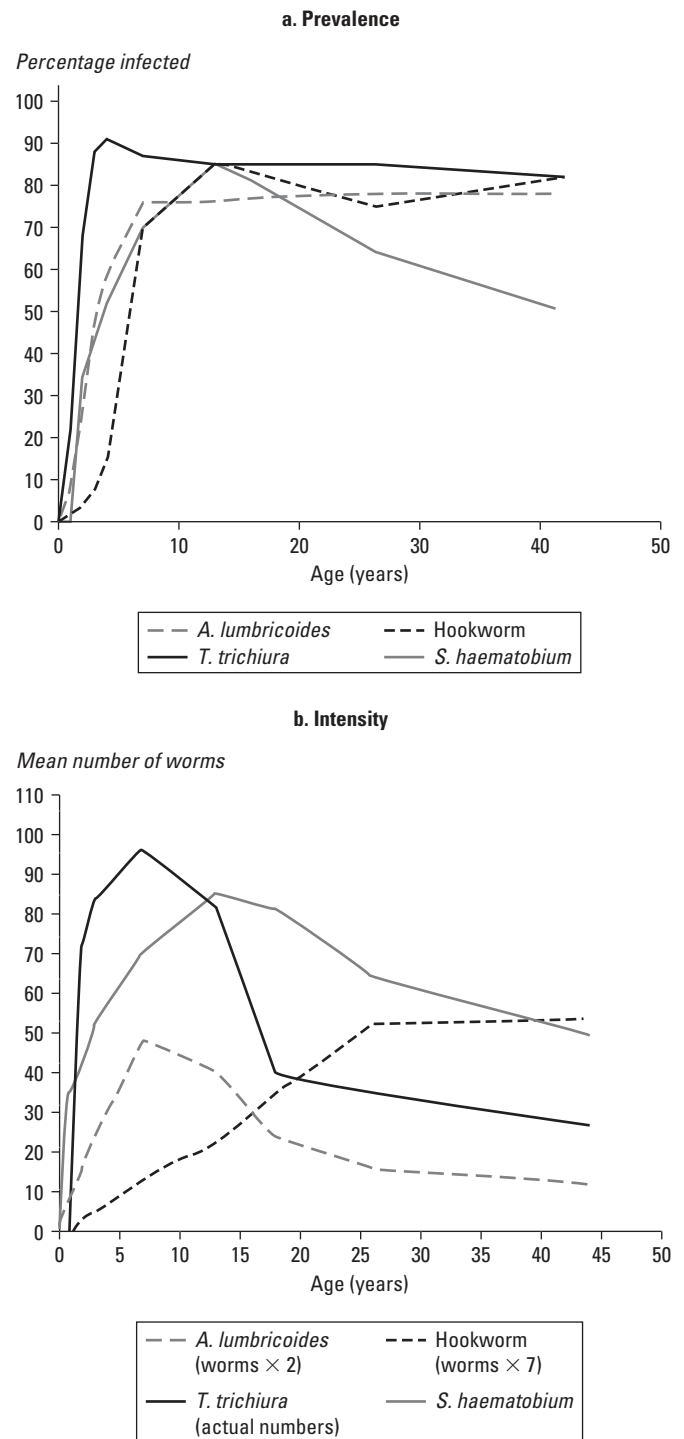 a. Prevalence
Percentage infected
100
90
80
70
60
50
40
30
20
10
0
0 10 20 30 40 50
Age (years)
A. lumbricoides Hookworm
T. trichiura S. haematobium
b. Intensity
Mean number of worms
110
100
90
80
70
60
50
40
30
20
10
0
0 5 10 15 20 25 30 35 40 45 50
Age (years)
A. lumbricoides Hookworm
(worms × 2) (worms × 7)
T. trichiura S. haematobium
(actual numbers)